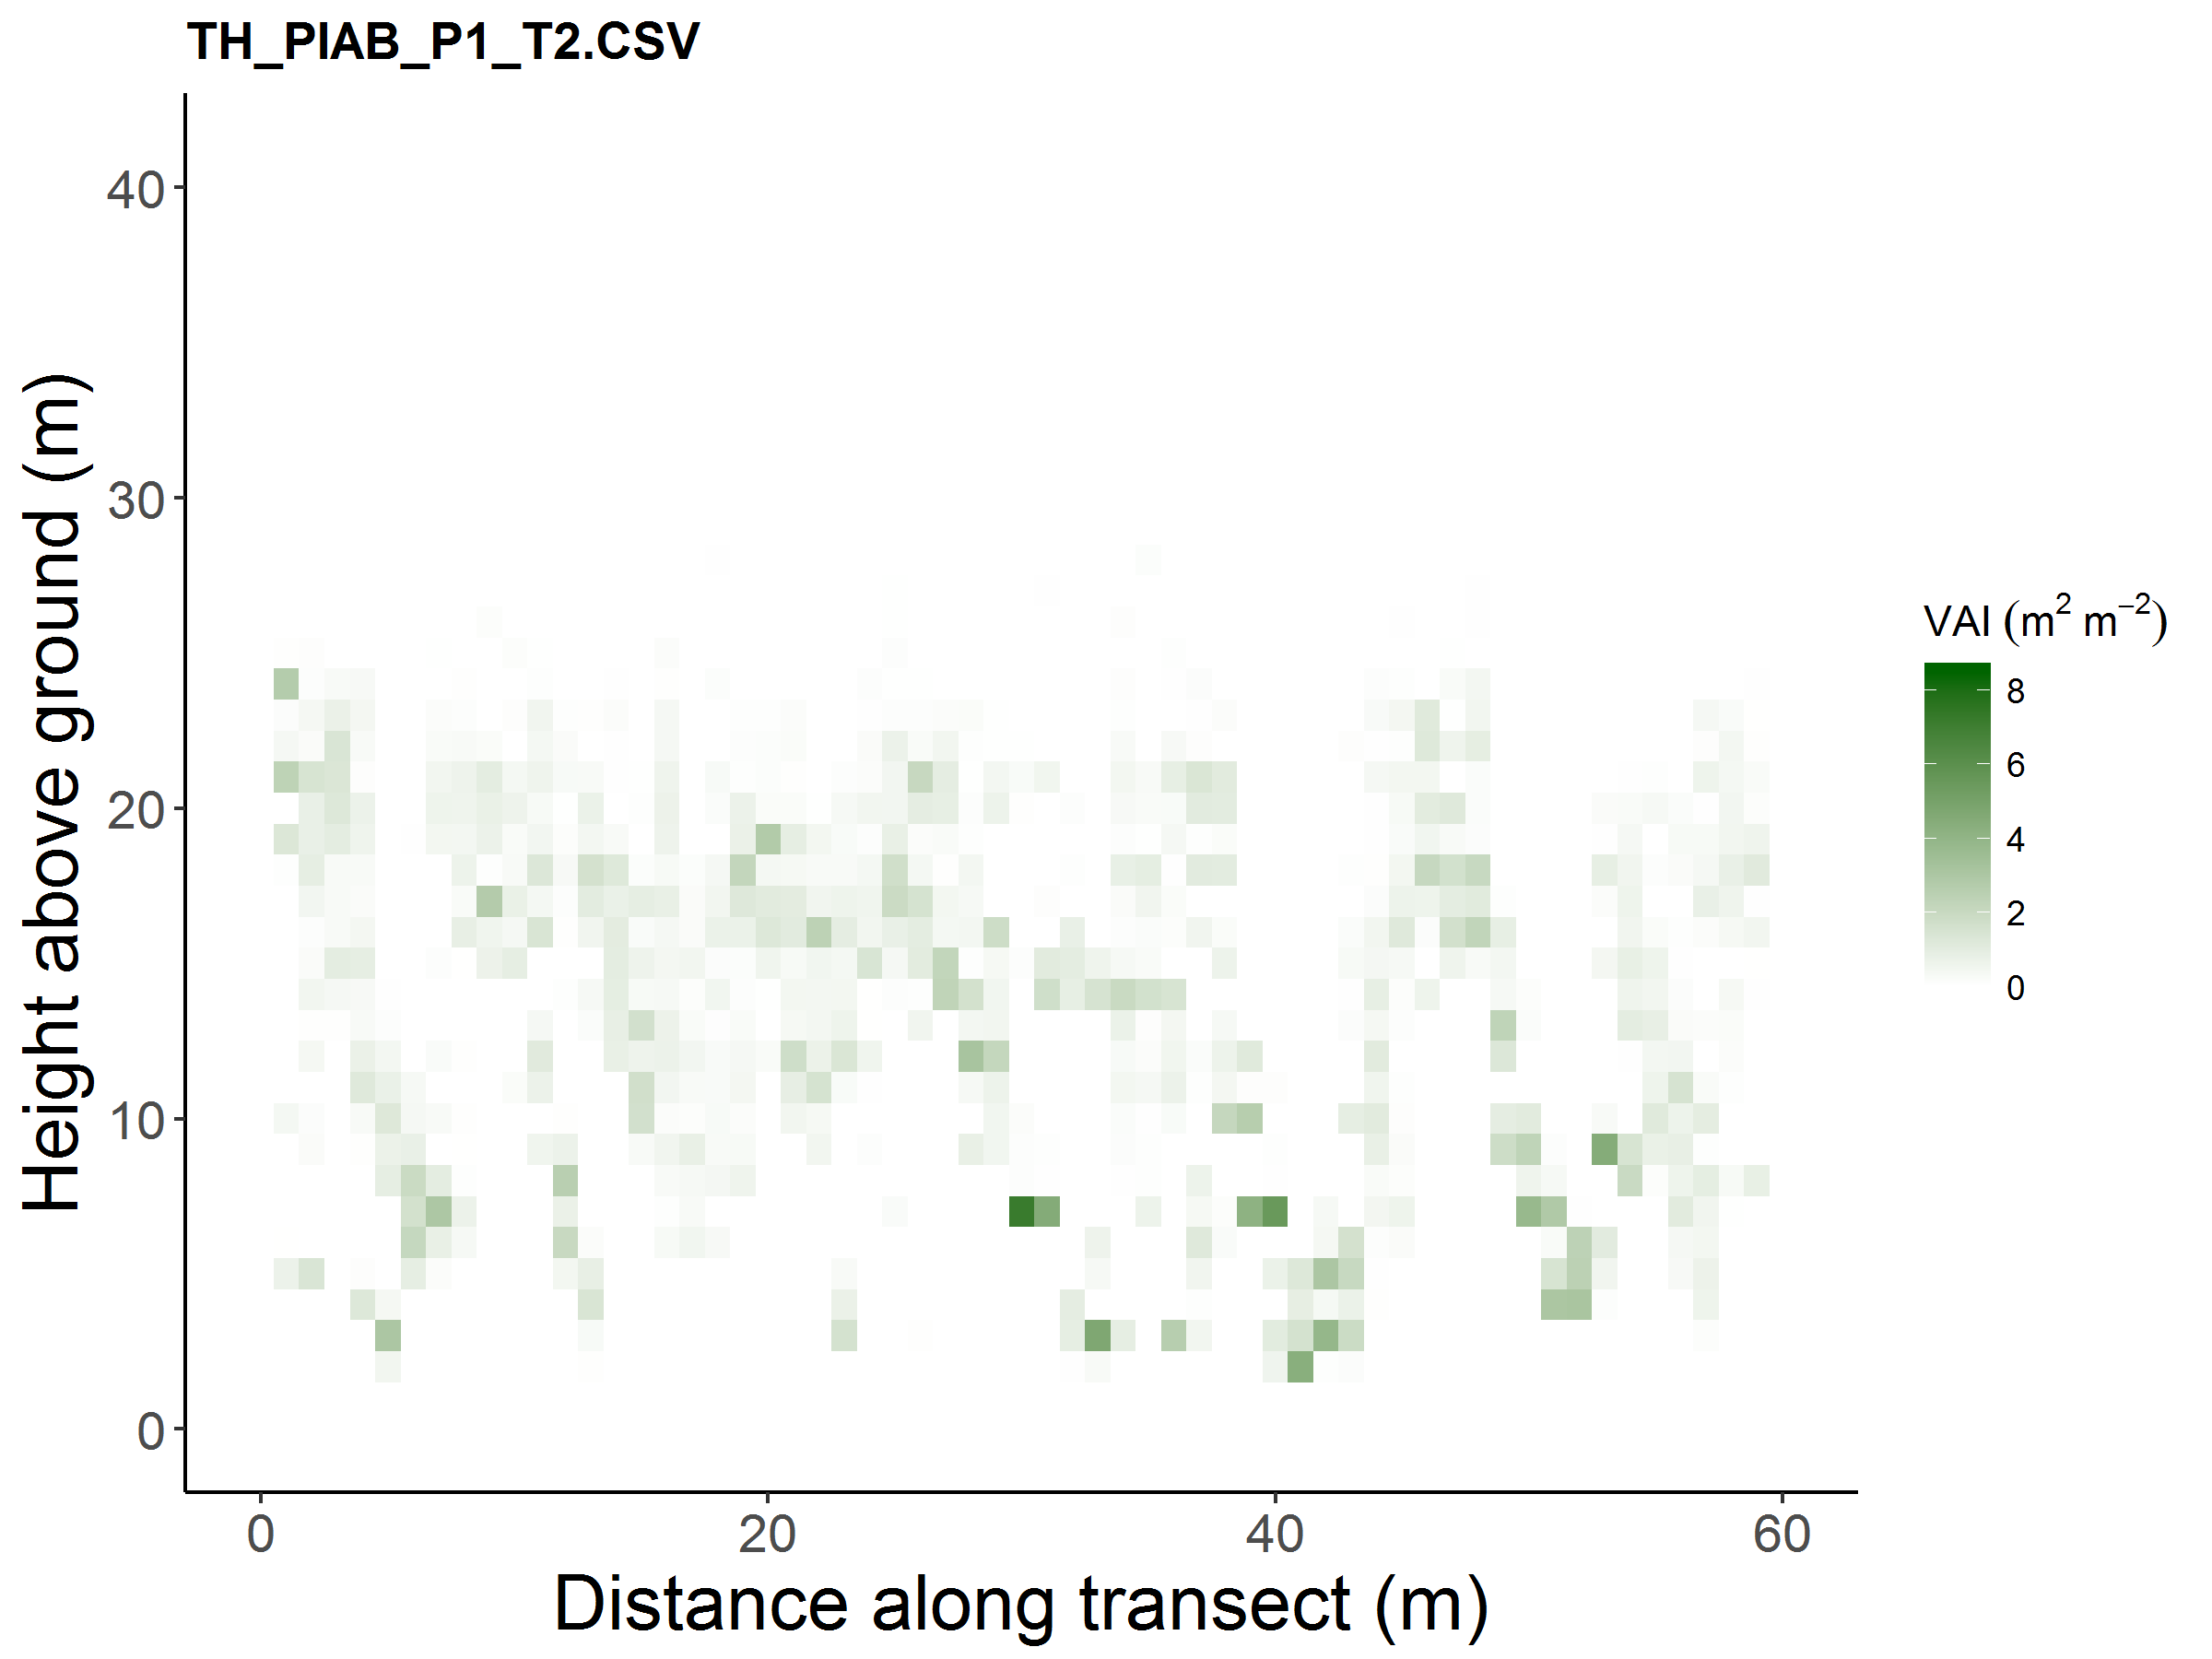 TH_PIAB_P1_T2.CSV
Height above ground (m)
40
30
20
10
0
0 20 40 60
Distance along transect (m)
VAI (m² m⁻²)
8
6
4
2
0